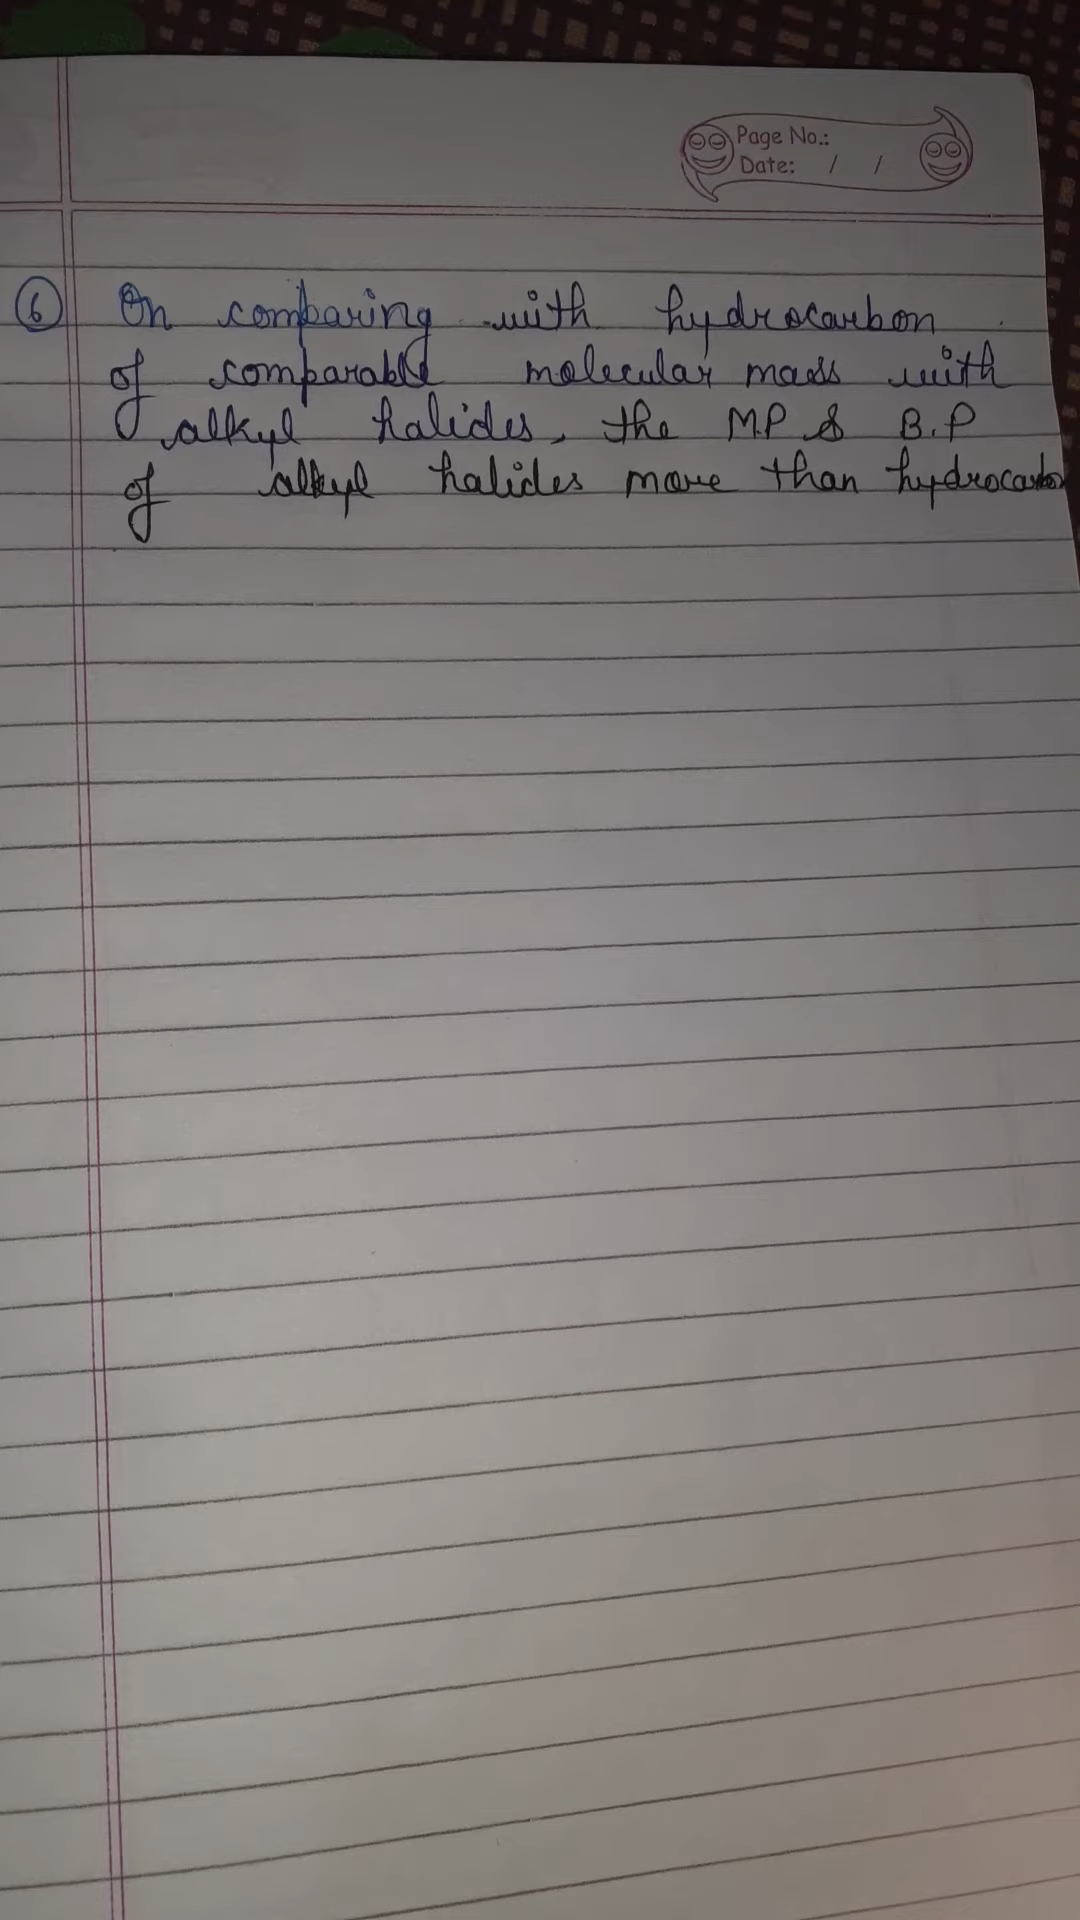 Page No.:
Date: / /
6 On comparing with hydrocarbon
of comparable molecular mass with
alkyl halides, the M.P & B.P
of alkyl halides more than hydrocarbon